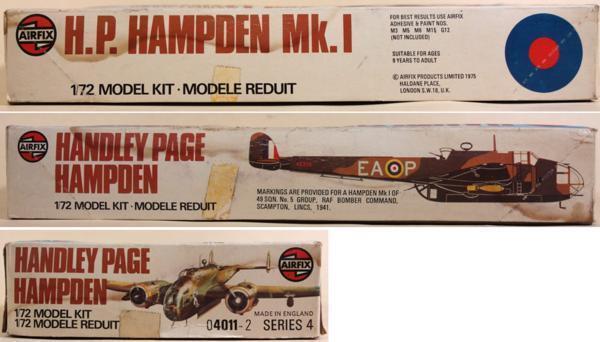 AIRFIX
H.P. HAMPDEN Mk.I
1/72 MODEL KIT · MODELE REDUIT
FOR BEST RESULTS USE AIRFIX
ADHESIVE & PAINT NOS.
M3 M5 M6 M15 G12
(NOT INCLUDED)
SUITABLE FOR AGES
9 YEARS TO ADULT
© AIRFIX PRODUCTS LIMITED 1975
HALDANE PLACE,
LONDON S.W.18, U.K.
AIRFIX
HANDLEY PAGE
HAMPDEN
1/72 MODEL KIT · MODELE REDUIT
EA P
MARKINGS ARE PROVIDED FOR A HAMPDEN Mk.I OF
49 SQN. No. 5 GROUP, RAF BOMBER COMMAND,
SCAMPTON, LINCS, 1941.
HANDLEY PAGE
HAMPDEN
1/72 MODEL KIT
1/72 MODELE REDUIT
AIRFIX
MADE IN ENGLAND
04011-2 SERIES 4